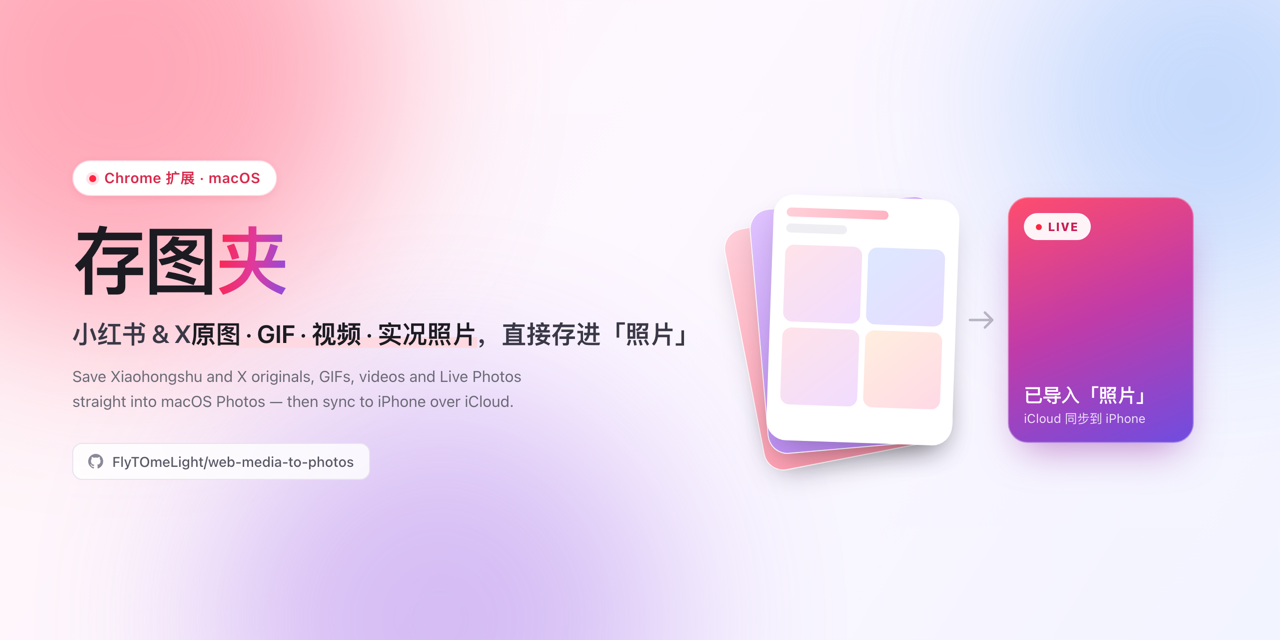 Chrome 扩展 · macOS
存图夹
小红书 & X原图 · GIF · 视频 · 实况照片，直接存进「照片」
Save Xiaohongshu and X originals, GIFs, videos and Live Photos
straight into macOS Photos — then sync to iPhone over iCloud.
FlyTOmeLight/web-media-to-photos
LIVE
已导入「照片」
iCloud 同步到 iPhone